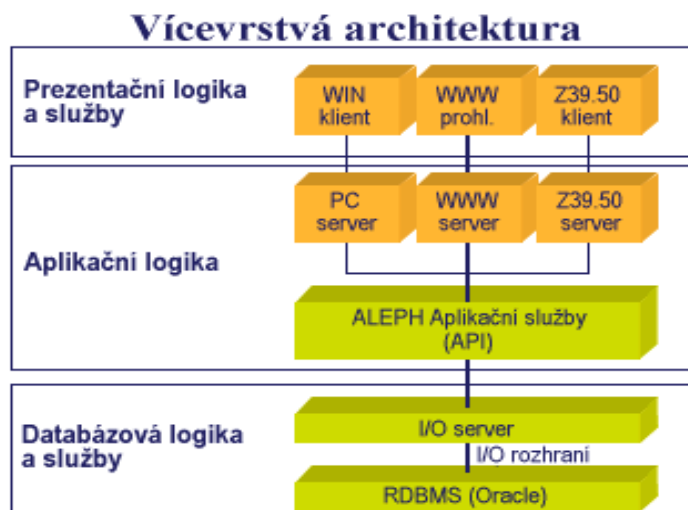 Vícevrstvá architektura
Prezentační logika
a služby
WIN
klient
WWW
prohl.
Z39.50
klient
Aplikační logika
PC
server
WWW
server
Z39.50
server
ALEPH Aplikační služby
(API)
Databázová logika
a služby
I/O server
I/O rozhraní
RDBMS (Oracle)